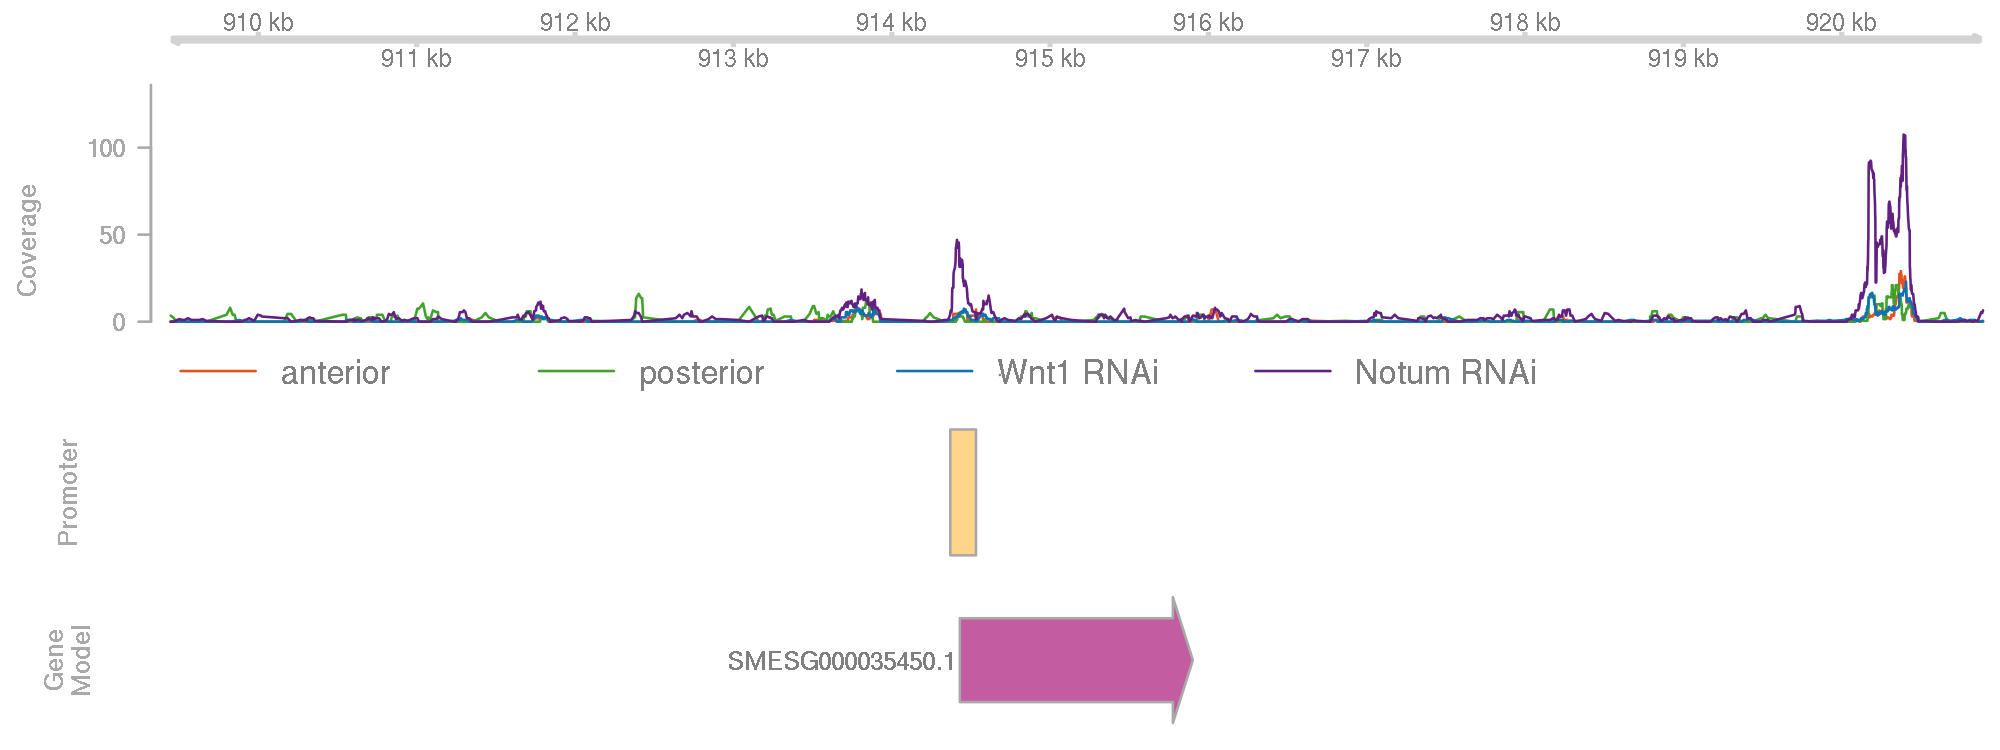 910 kb 912 kb 914 kb 916 kb 918 kb 920 kb
911 kb 913 kb 915 kb 917 kb 919 kb
Coverage
100
50
0
anterior posterior Wnt1 RNAi Notum RNAi
Promoter
0
Gene
Model
SMESG000035450.1